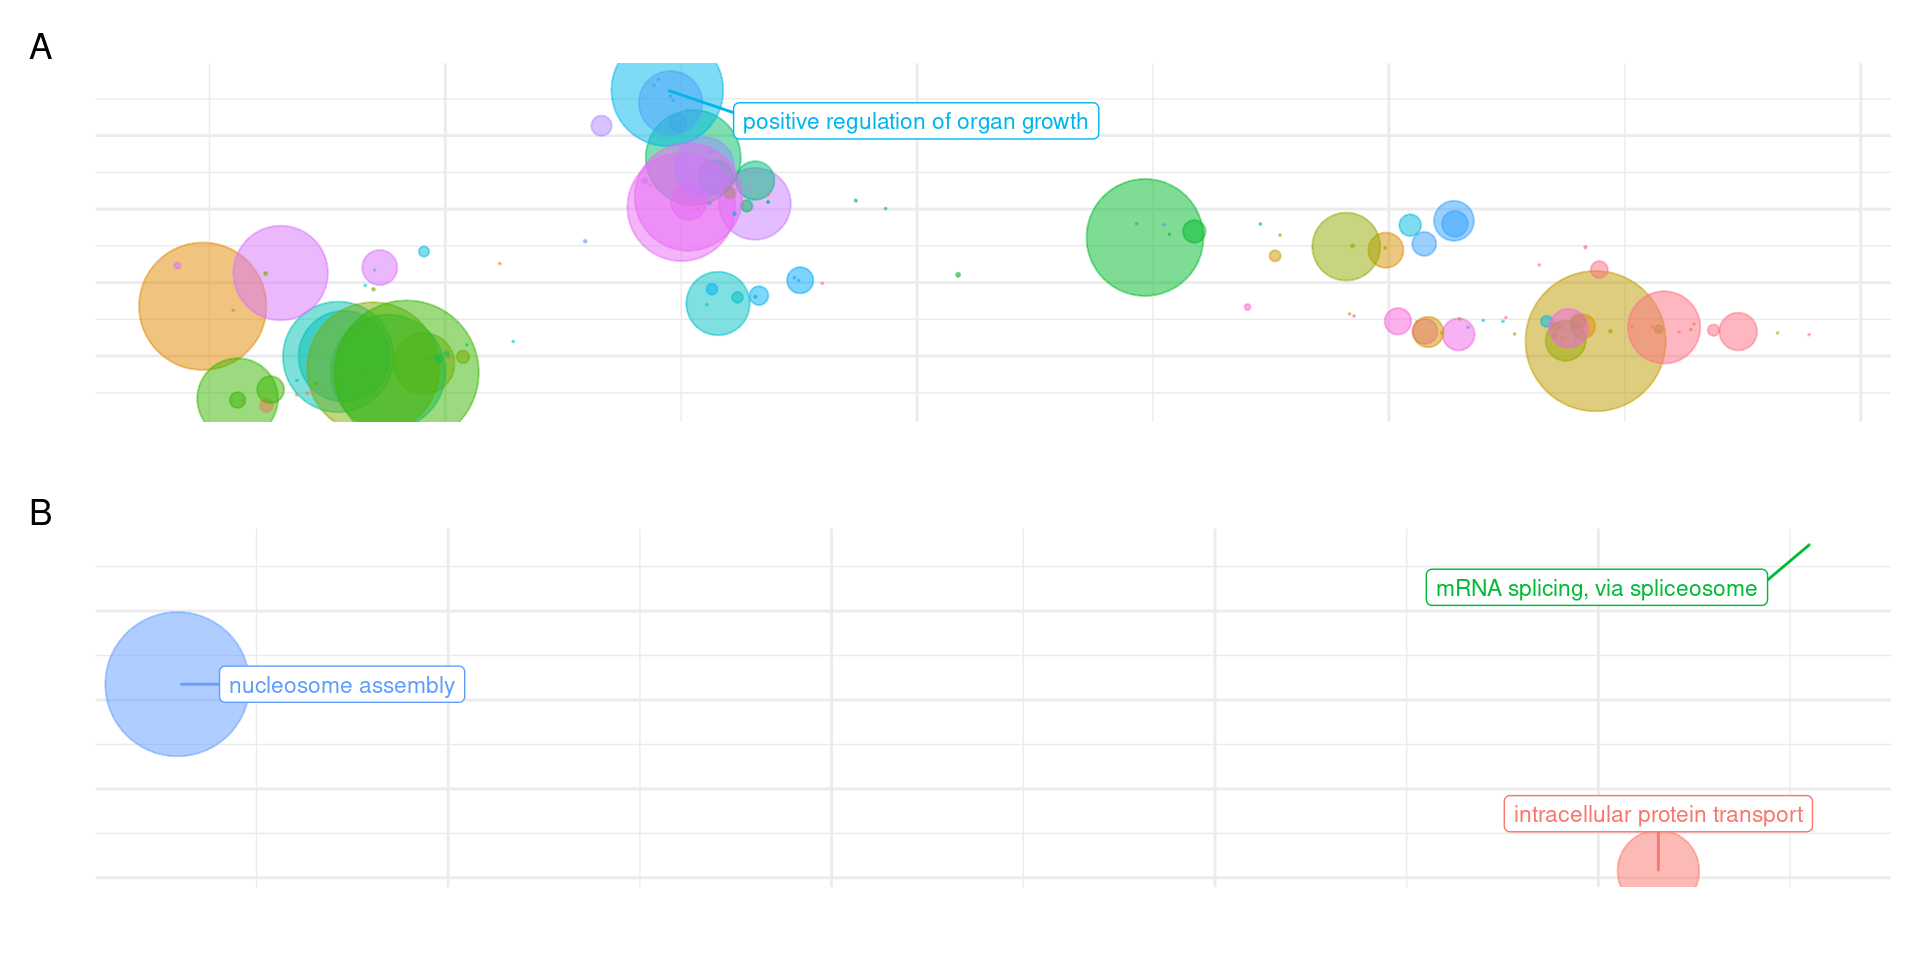 A
positive regulation of organ growth
B
mRNA splicing, via spliceosome
nucleosome assembly
intracellular protein transport